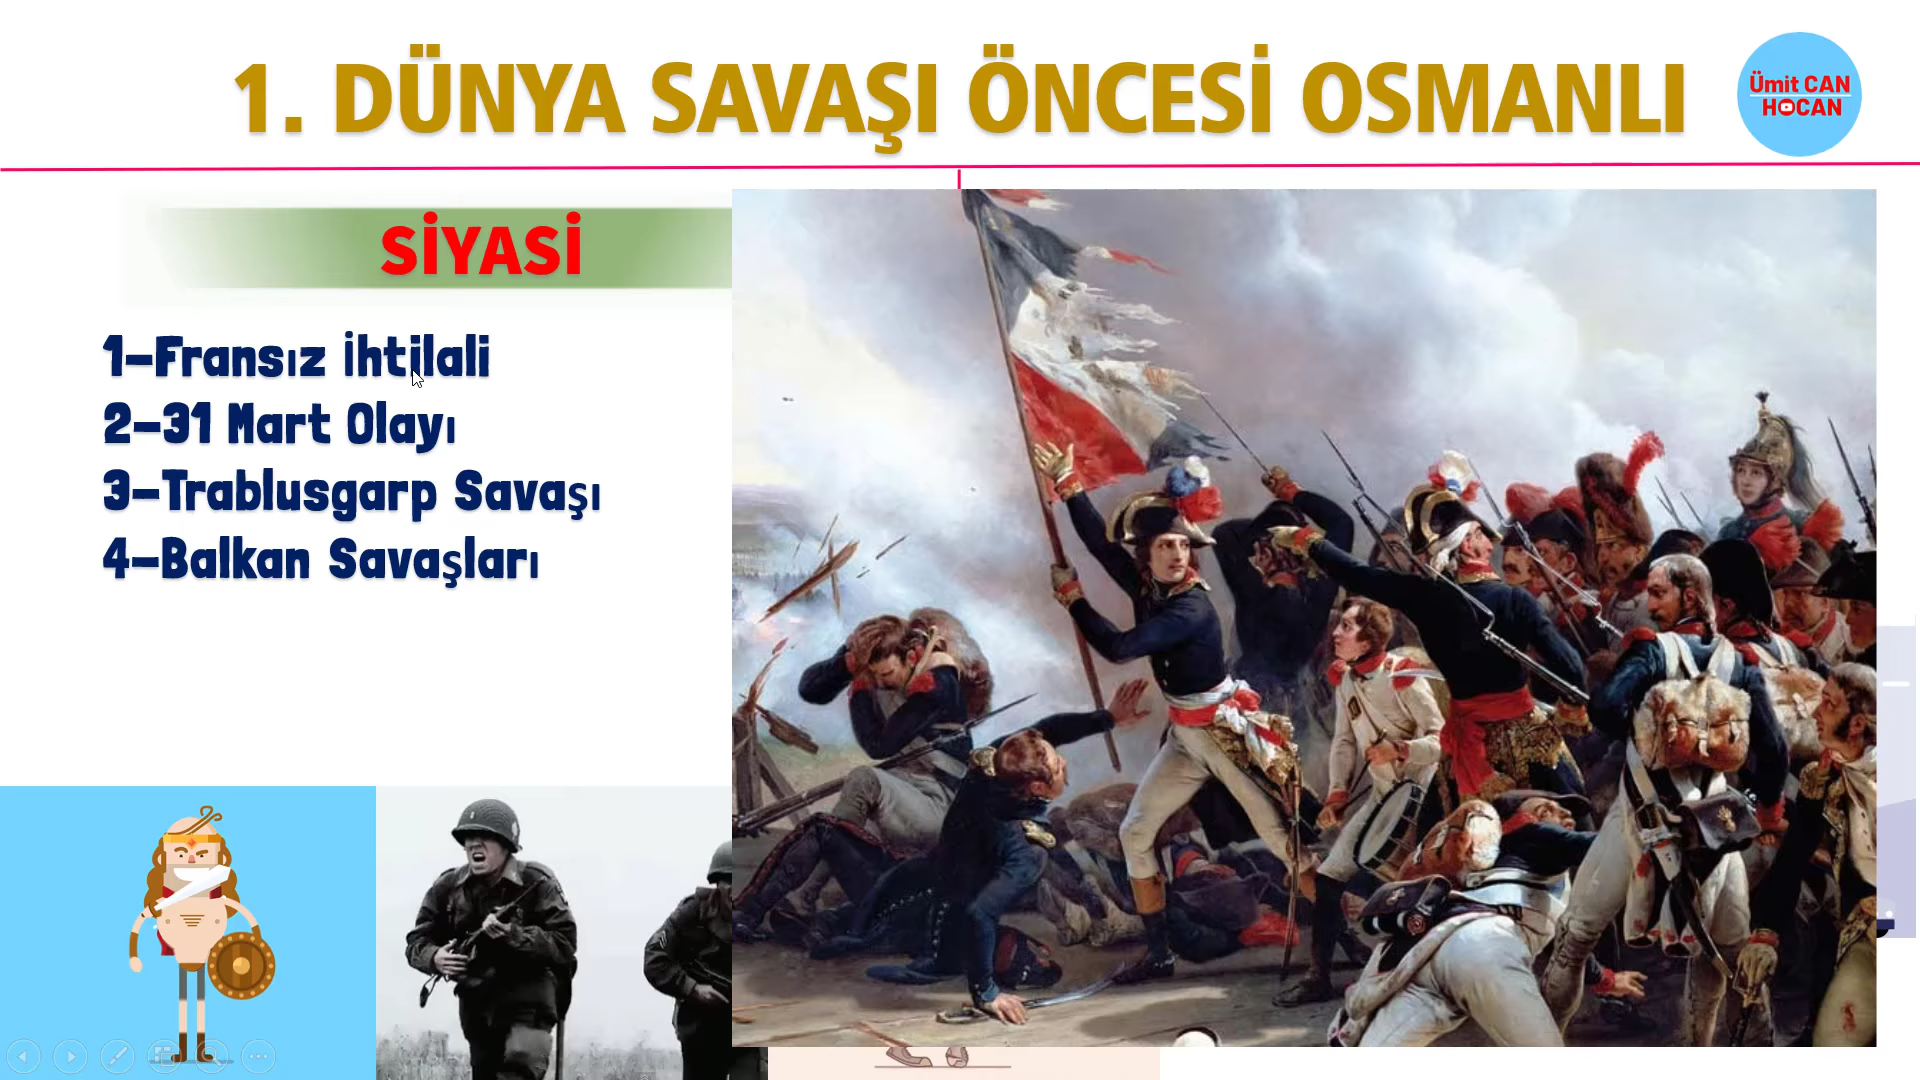 1. DÜNYA SAVAŞI ÖNCESİ OSMANLI
Ümit CAN
HOCAN
SİYASİ
1-Fransız İhtilali
2-31 Mart Olayı
3-Trablusgarp Savaşı
4-Balkan Savaşları